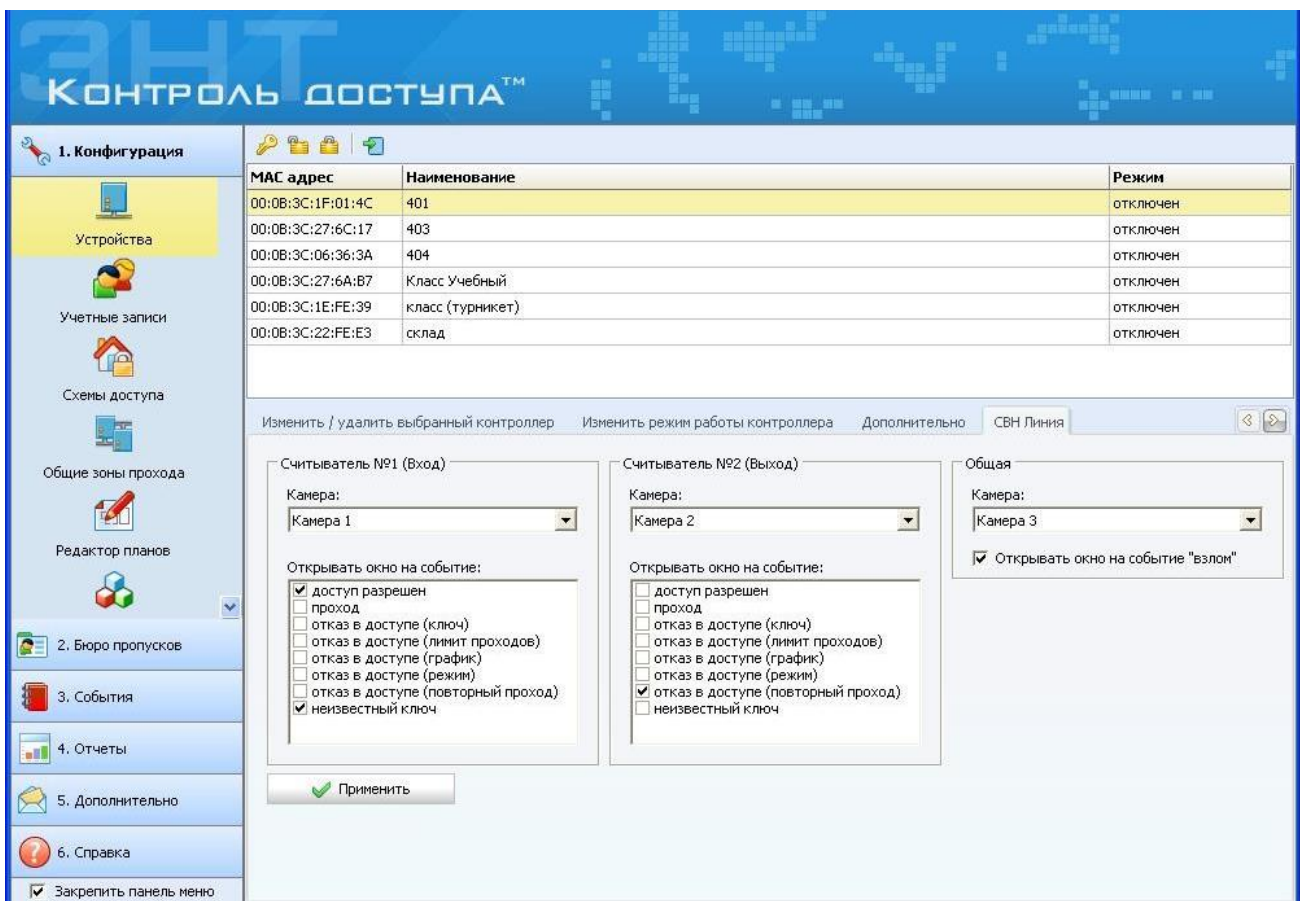 ЭНТ
Контроль доступа™
1. Конфигурация
Устройства
Учетные записи
Схемы доступа
Общие зоны прохода
Редактор планов
2. Бюро пропусков
3. События
4. Отчеты
5. Дополнительно
6. Справка
Закрепить панель меню
MAC адрес Наименование Режим
00:0B:3C:1F:01:4C 401 отключен
00:0B:3C:27:6C:17 403 отключен
00:0B:3C:06:36:3A 404 отключен
00:0B:3C:27:6A:B7 Класс Учебный отключен
00:0B:3C:1E:FE:39 класс (турникет) отключен
00:0B:3C:22:FE:E3 склад отключен
Изменить / удалить выбранный контроллер Изменить режим работы контроллера Дополнительно СВН Линия
Считыватель №1 (Вход)
Камера:
Камера 1
Открывать окно на событие:
доступ разрешен
проход
отказ в доступе (ключ)
отказ в доступе (лимит проходов)
отказ в доступе (график)
отказ в доступе (режим)
отказ в доступе (повторный проход)
неизвестный ключ
Считыватель №2 (Выход)
Камера:
Камера 2
Открывать окно на событие:
доступ разрешен
проход
отказ в доступе (ключ)
отказ в доступе (лимит проходов)
отказ в доступе (график)
отказ в доступе (режим)
отказ в доступе (повторный проход)
неизвестный ключ
Общая
Камера:
Камера 3
Открывать окно на событие "взлом"
Применить